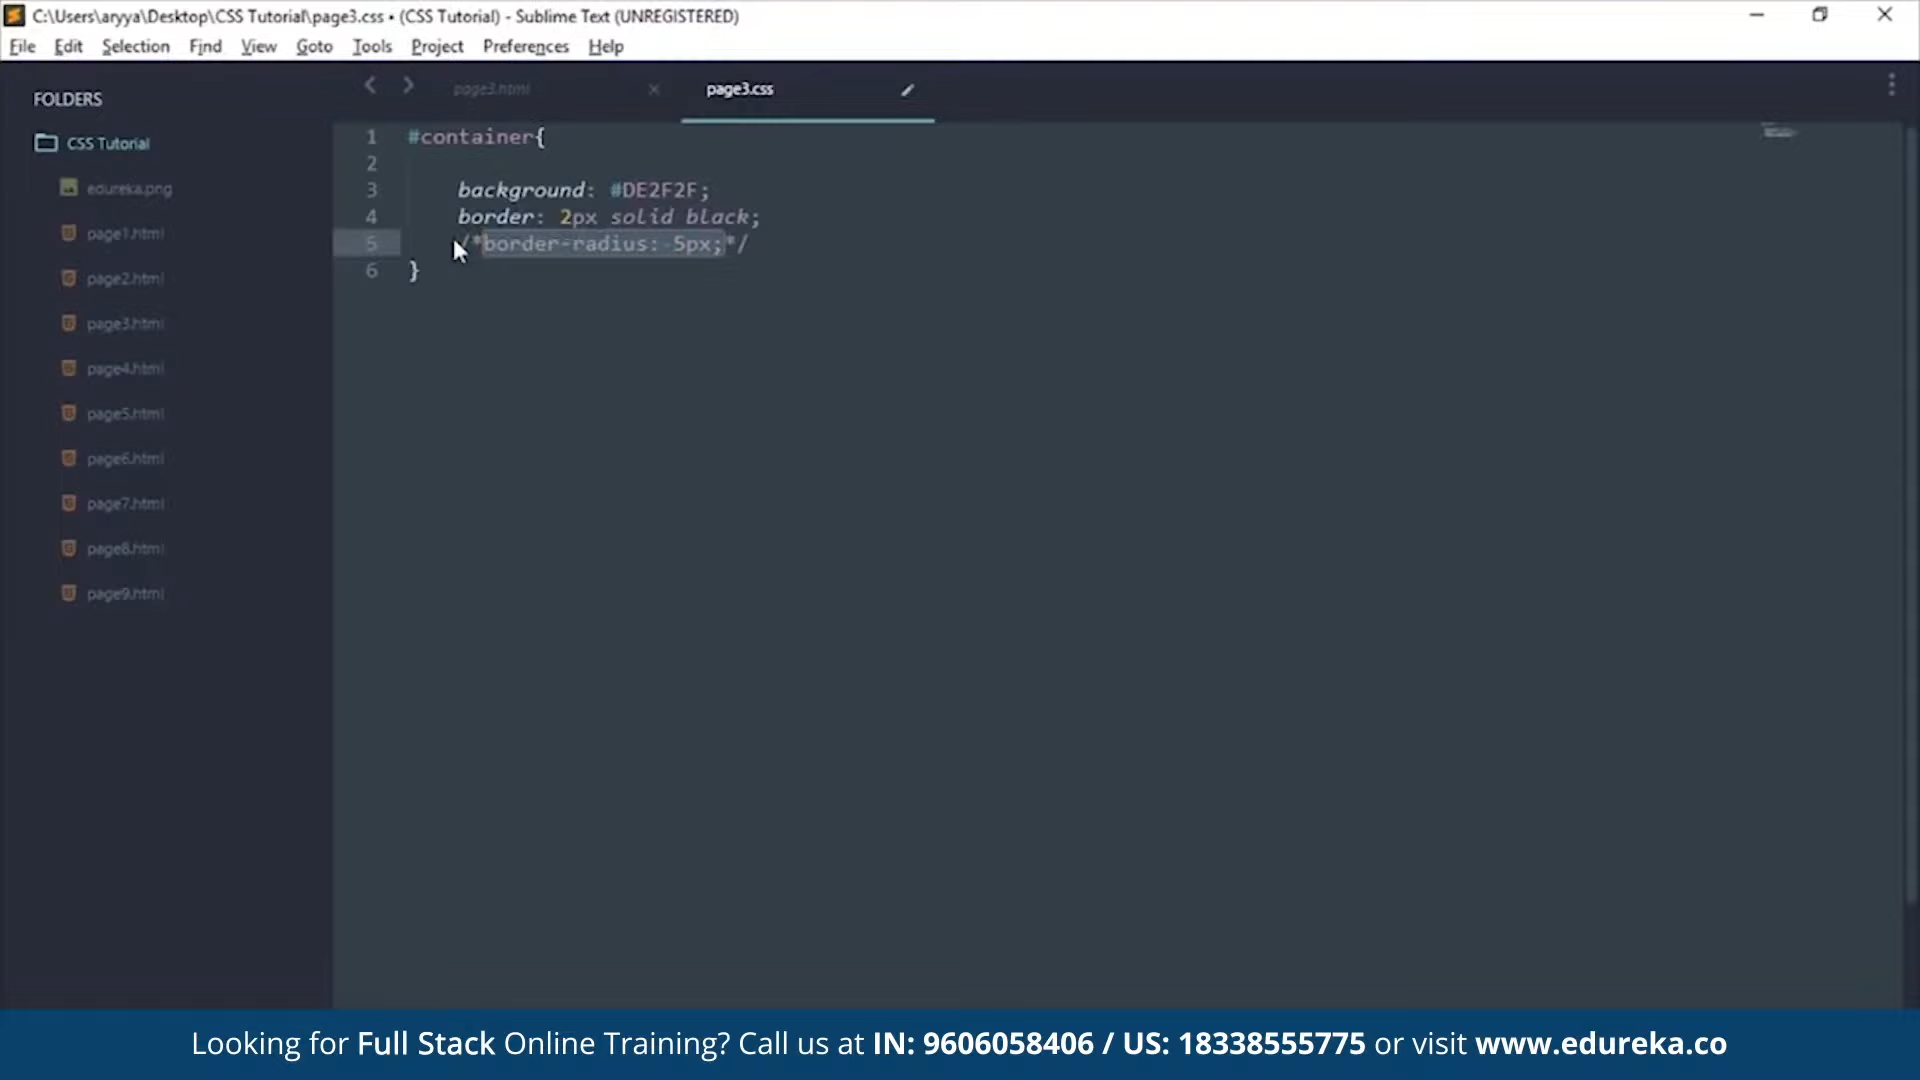 C:\Users\aryya\Desktop\CSS Tutorial\page3.css • (CSS Tutorial) - Sublime Text (UNREGISTERED)
File Edit Selection Find View Goto Tools Project Preferences Help
FOLDERS
CSS Tutorial
edureka.png
page1.html
page2.html
page3.html
page4.html
page5.html
page6.html
page7.html
page8.html
page9.html
page3.html
page3.css
1 #container{
2
3 background: #DE2F2F;
4 border: 2px solid black;
5 /*border-radius: 5px;*/
6 }
Looking for Full Stack Online Training? Call us at IN: 9606058406 / US: 18338555775 or visit www.edureka.co